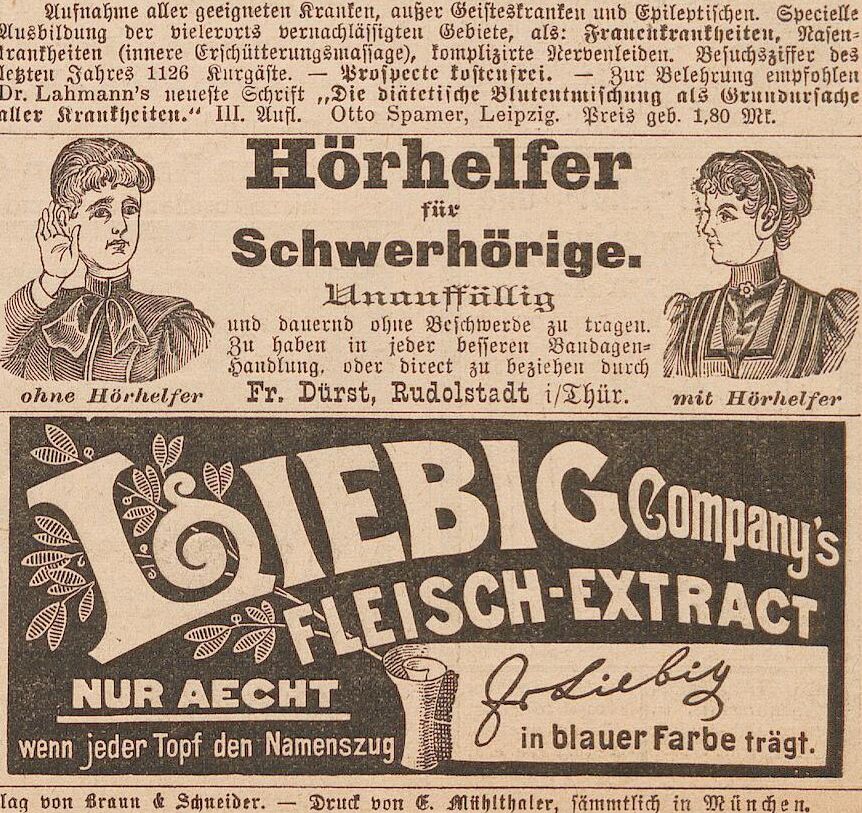 Aufnahme aller geeigneten Kranken, außer Geisteskranken und Epileptischen. Specielle
Ausbildung der vielerorts vernachlässigten Gebiete, als: Frauenkrankheiten, Nasen-
krankheiten (innere Erschütterungsmassage), komplizirte Nervenleiden. Besuchsziffer des
letzten Jahres 1126 Kurgäste. — Prospecte kostenfrei. — Zur Belehrung empfohlen
Dr. Lahmann's neueste Schrift „Die diätetische Blutentmischung als Grundursache
aller Krankheiten.“ III. Aufl. Otto Spamer, Leipzig. Preis geb. 1,80 Mk.
Hörhelfer
für
Schwerhörige.
Unauffällig
und dauernd ohne Beschwerde zu tragen.
Zu haben in jeder besseren Bandagen-
Handlung, oder direct zu beziehen durch
Fr. Dürst, Rudolstadt i/Thür.
ohne Hörhelfer
mit Hörhelfer
LIEBIG Company's
FLEISCH-EXTRACT
NUR AECHT
wenn jeder Topf den Namenszug
Jv Liebig
in blauer Farbe trägt.
lag von Braun & Schneider. — Druck von E. Mühlthaler, sämmtlich in München.